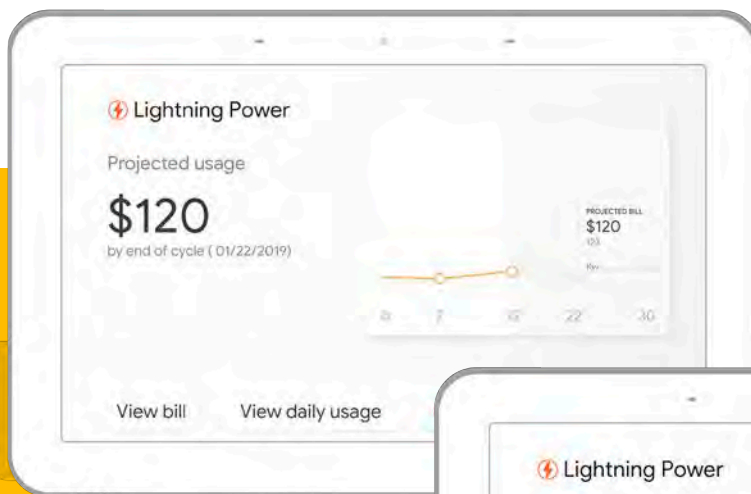 Lightning Power
Projected usage
$120
by end of cycle ( 01/22/2019)
PROJECTED BILL
$120
22
30
View bill
View daily usage
Lightning Power